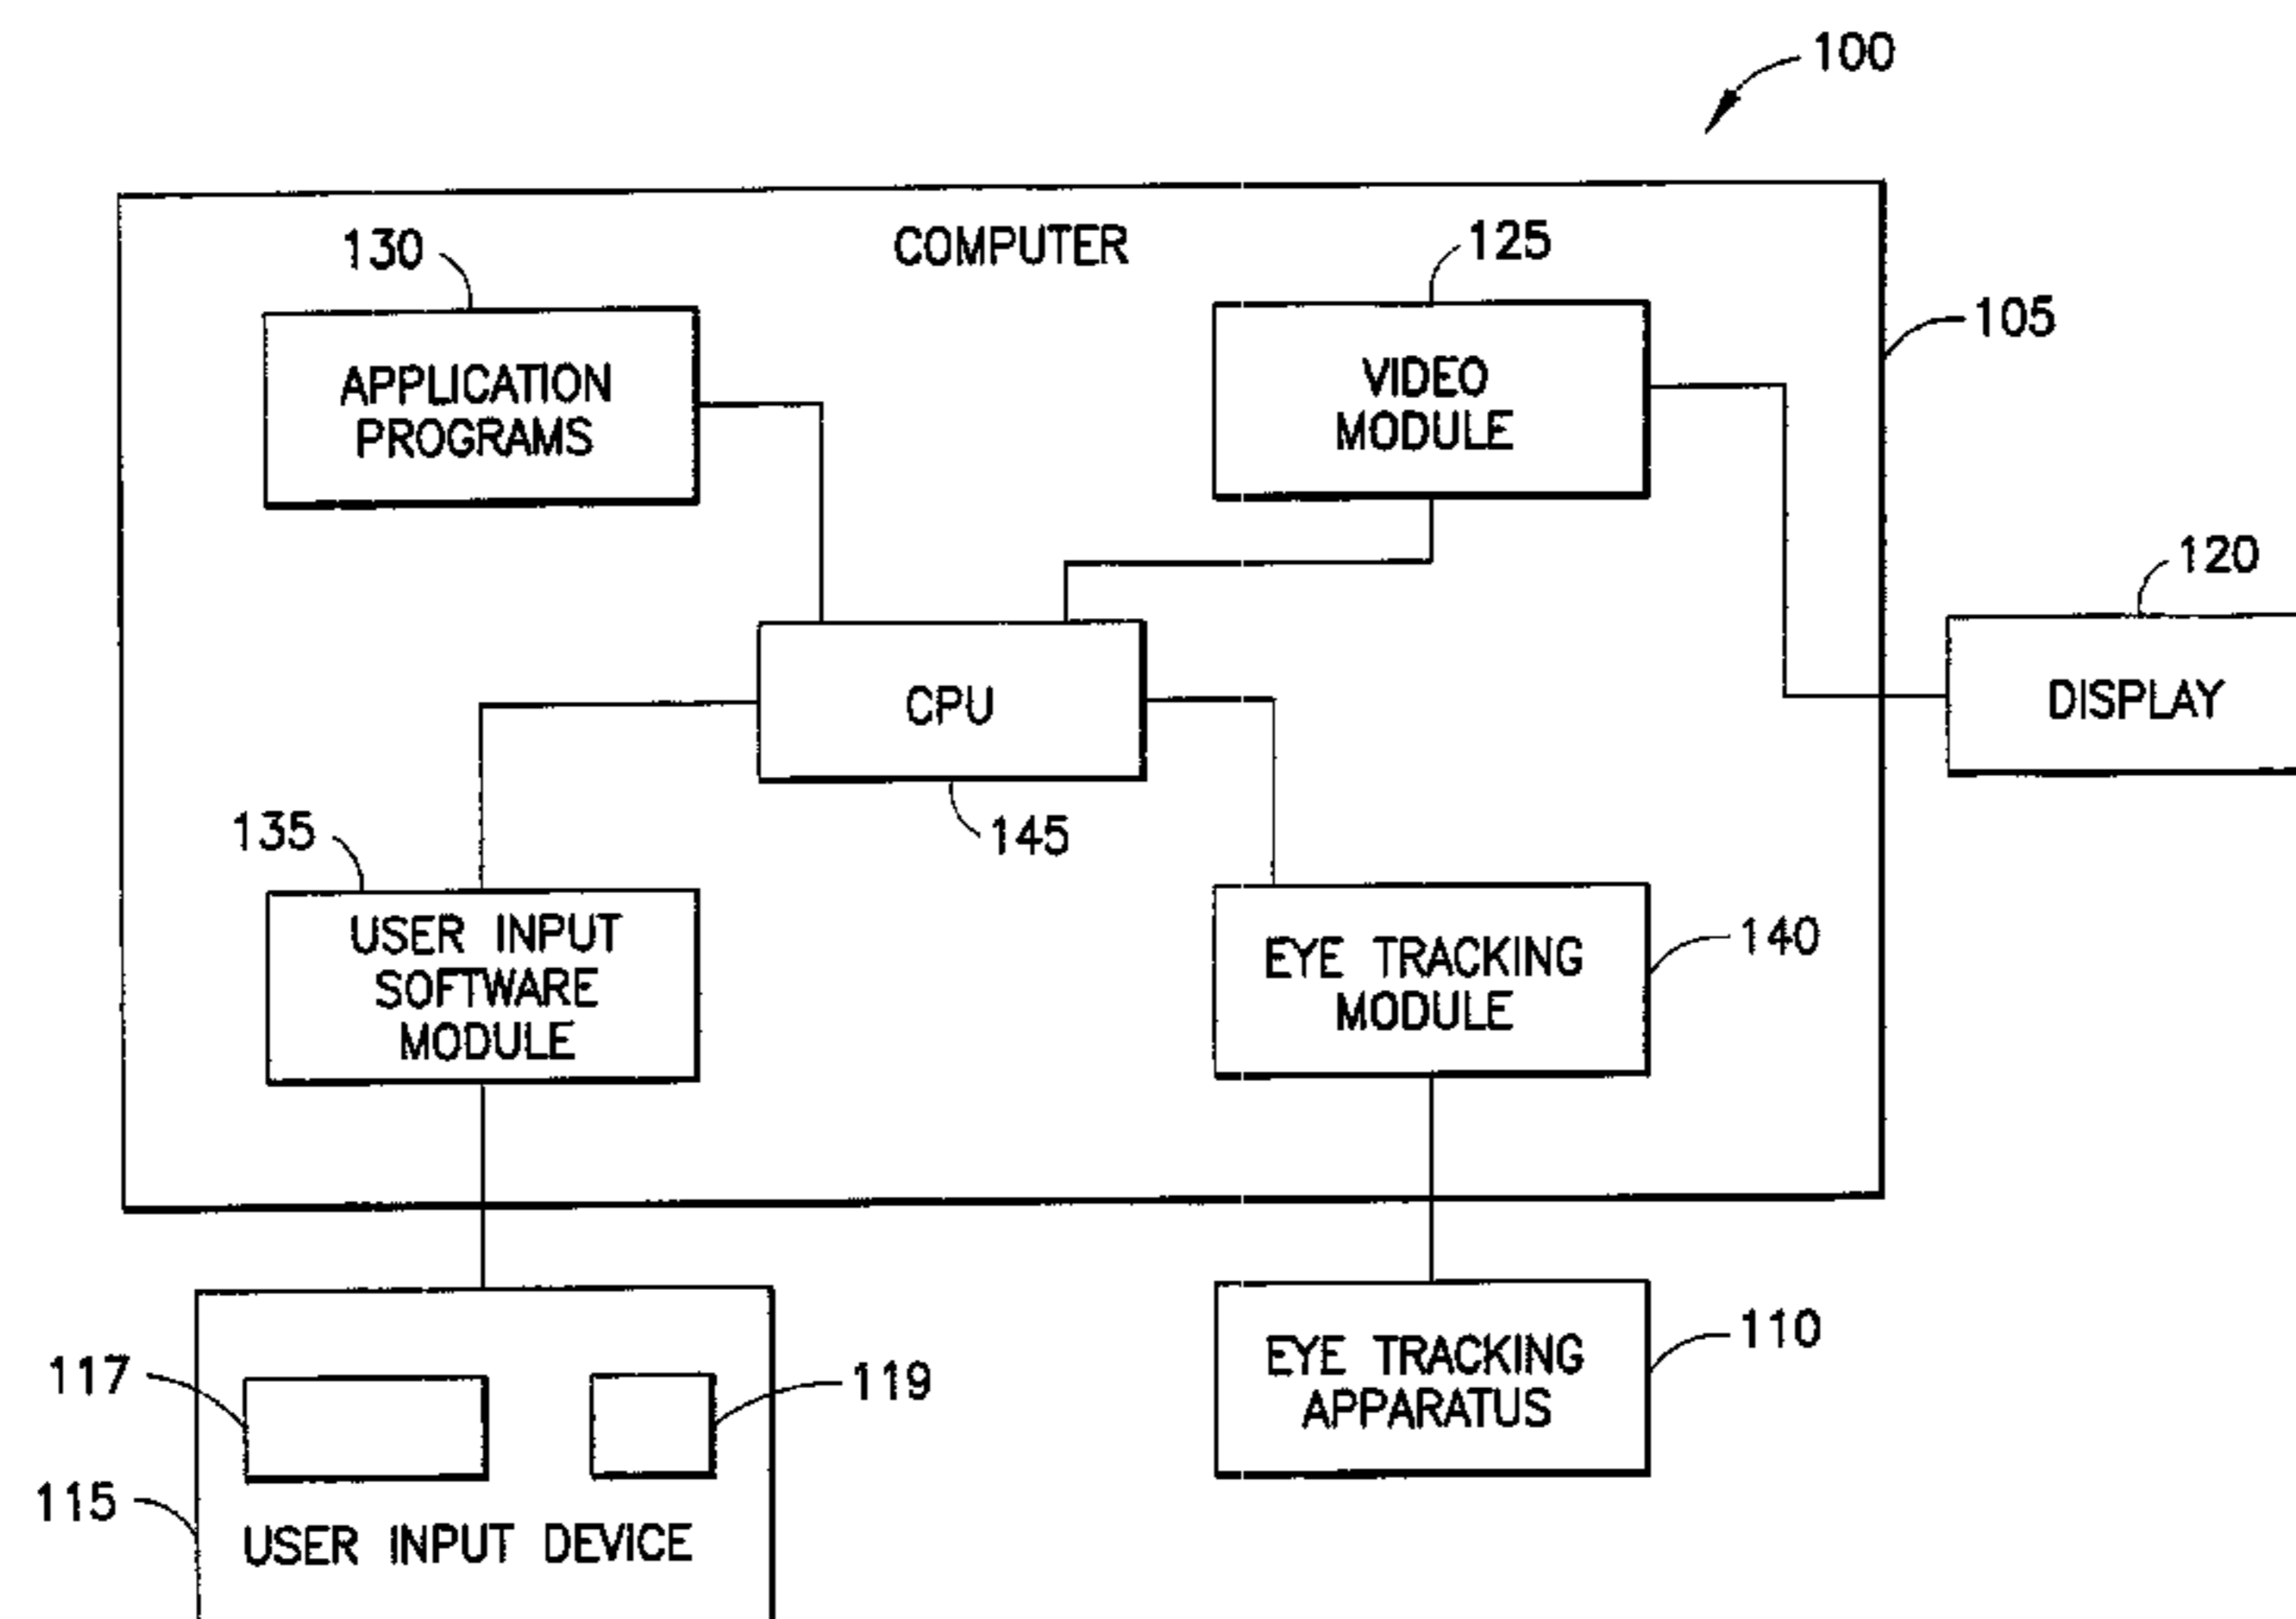 100
COMPUTER
130
125
105
APPLICATION
PROGRAMS
VIDEO
MODULE
120
CPU
DISPLAY
135
145
USER INPUT
SOFTWARE
MODULE
EYE TRACKING
MODULE
140
117
119
EYE TRACKING
APPARATUS
110
115
USER INPUT DEVICE